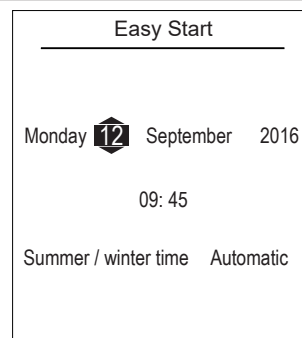 Easy Start
Monday 12 September 2016
09: 45
Summer / winter time Automatic